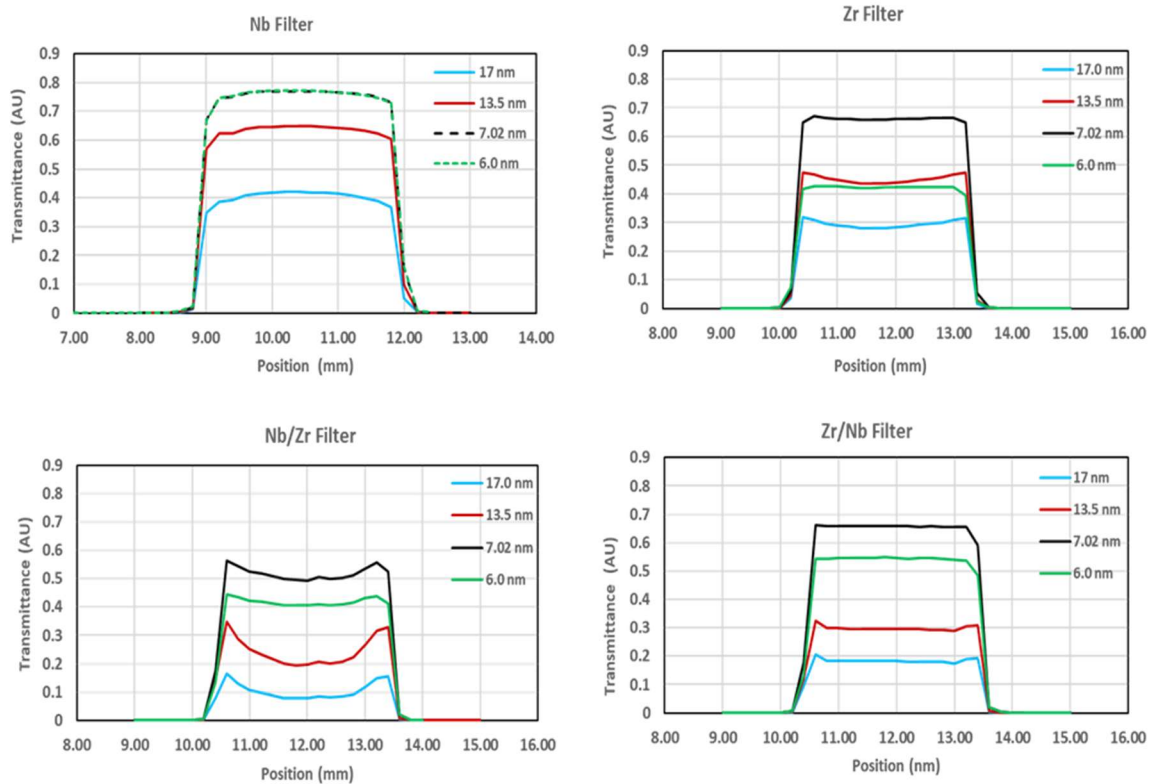 Nb Filter
Transmittance (AU)
0.9
0.8
0.7
0.6
0.5
0.4
0.3
0.2
0.1
0
7.00 8.00 9.00 10.00 11.00 12.00 13.00 14.00
Position (mm)
17 nm
13.5 nm
7.02 nm
6.0 nm
Zr Filter
Transmittance (AU)
0.9
0.8
0.7
0.6
0.5
0.4
0.3
0.2
0.1
0
8.00 9.00 10.00 11.00 12.00 13.00 14.00 15.00 16.00
Position (mm)
17.0 nm
13.5 nm
7.02 nm
6.0 nm
Nb/Zr Filter
Transmittance (AU)
0.9
0.8
0.7
0.6
0.5
0.4
0.3
0.2
0.1
0
8.00 9.00 10.00 11.00 12.00 13.00 14.00 15.00 16.00
Position (mm)
17.0 nm
13.5 nm
7.02 nm
6.0 nm
Zr/Nb Filter
Transmittance (AU)
0.9
0.8
0.7
0.6
0.5
0.4
0.3
0.2
0.1
0
8.00 9.00 10.00 11.00 12.00 13.00 14.00 15.00 16.00
Position (nm)
17 nm
13.5 nm
7.02 nm
6.0 nm